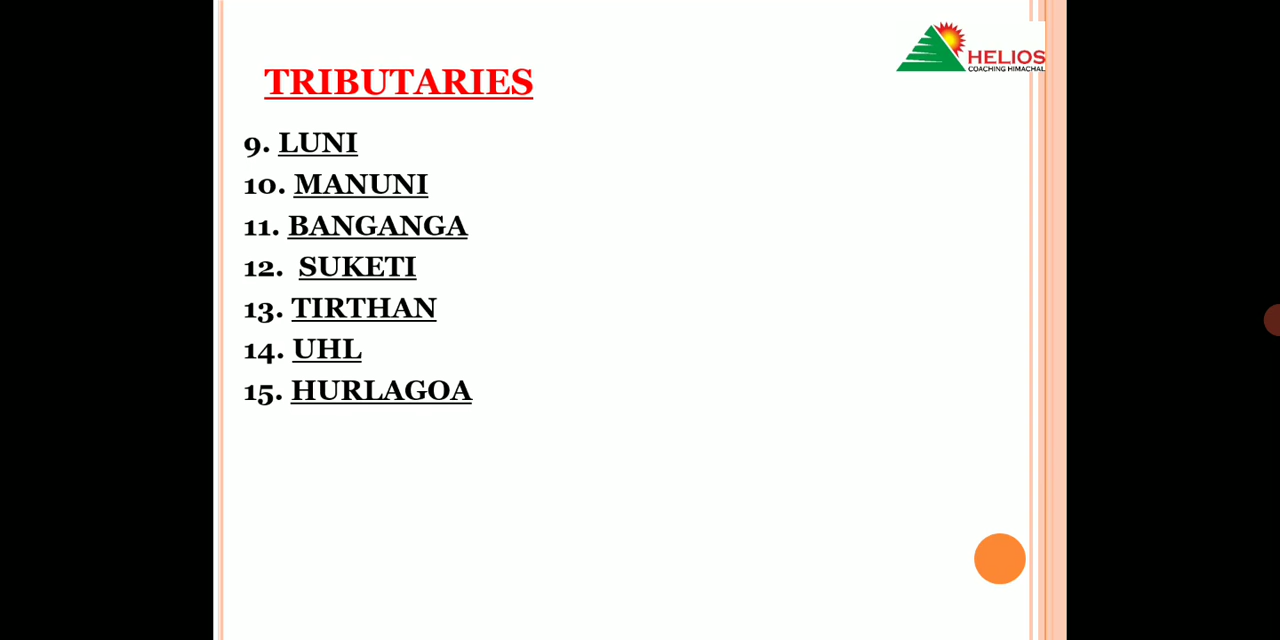 HELIOS
COACHING HIMACHAL
TRIBUTARIES
9. LUNI
10. MANUNI
11. BANGANGA
12. SUKETI
13. TIRTHAN
14. UHL
15. HURLAGOA